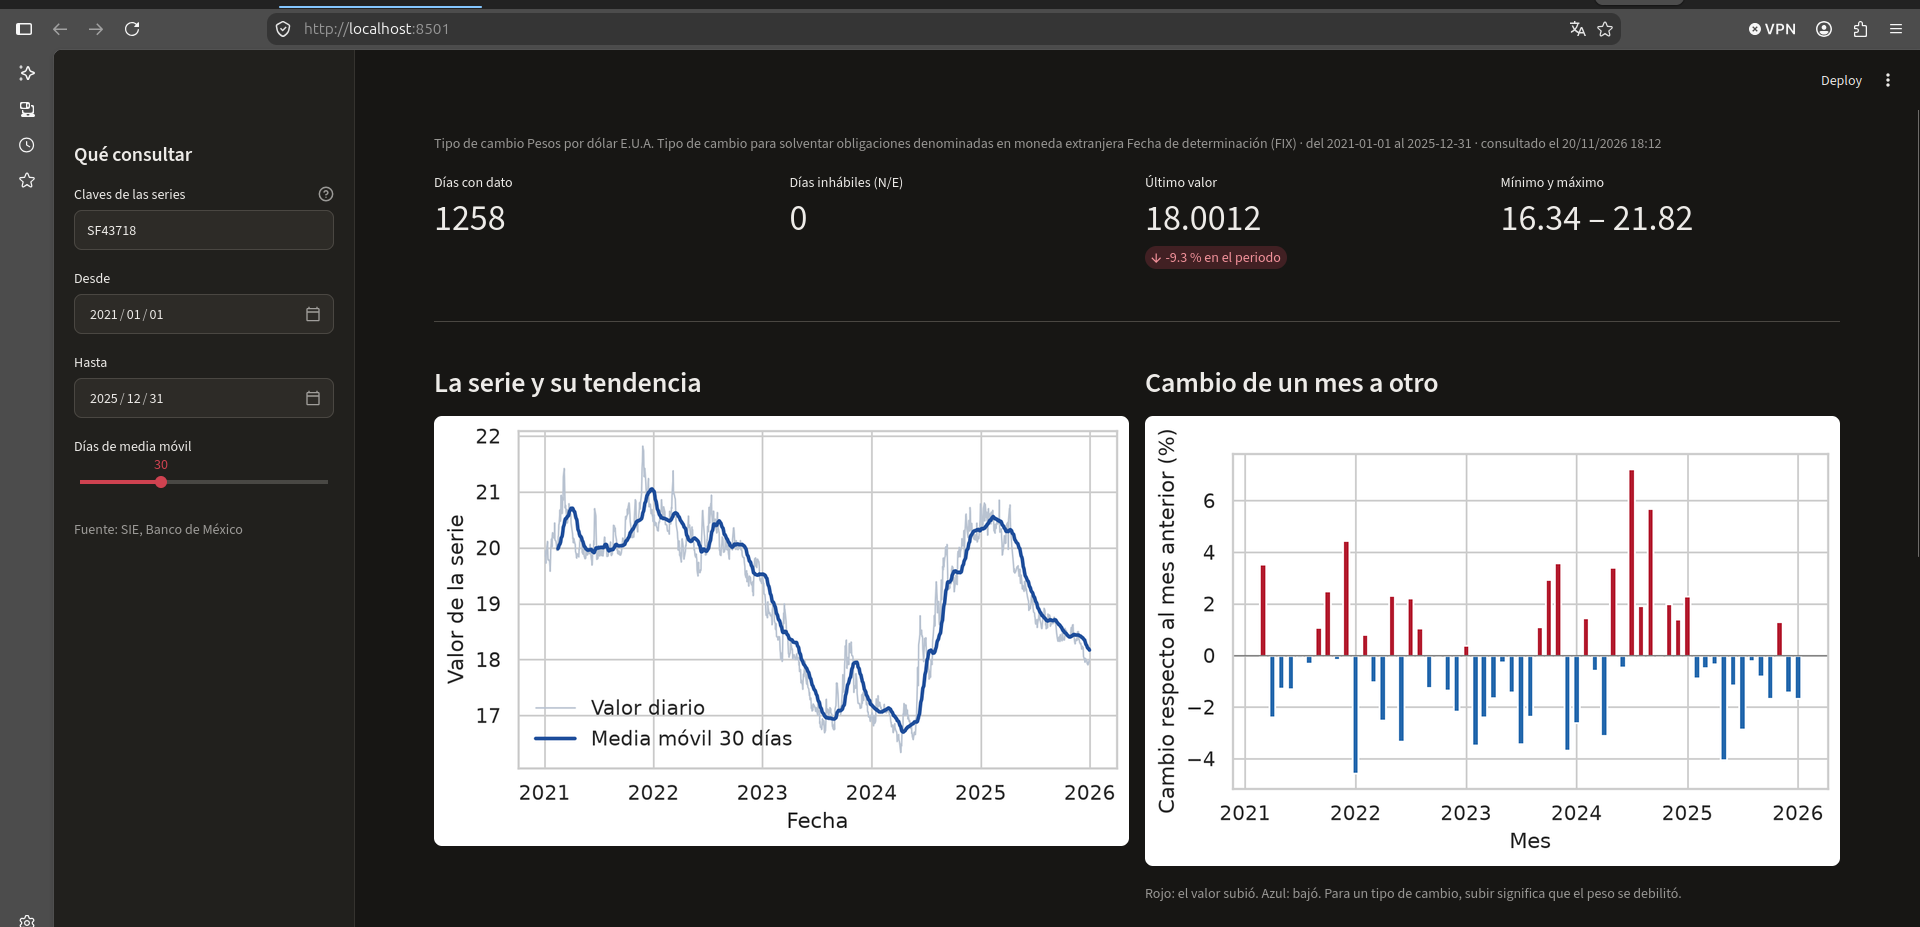 http://localhost:8501
VPN
Deploy
Qué consultar
Claves de las series
SF43718
Desde
2021/01/01
Hasta
2025/12/31
Días de media móvil
30
Fuente: SIE, Banco de México
Tipo de cambio Pesos por dólar E.U.A. Tipo de cambio para solventar obligaciones denominadas en moneda extranjera Fecha de determinación (FIX) · del 2021-01-01 al 2025-12-31 · consultado el 20/11/2026 18:12
Días con dato
1258
Días inhábiles (N/E)
0
Último valor
18.0012
↓ -9.3 % en el periodo
Mínimo y máximo
16.34 – 21.82
La serie y su tendencia
22
21
20
19
18
17
Valor de la serie
Valor diario
Media móvil 30 días
2021 2022 2023 2024 2025 2026
Fecha
Cambio de un mes a otro
Cambio respecto al mes anterior (%)
6
4
2
0
−2
−4
2021 2022 2023 2024 2025 2026
Mes
Rojo: el valor subió. Azul: bajó. Para un tipo de cambio, subir significa que el peso se debilitó.